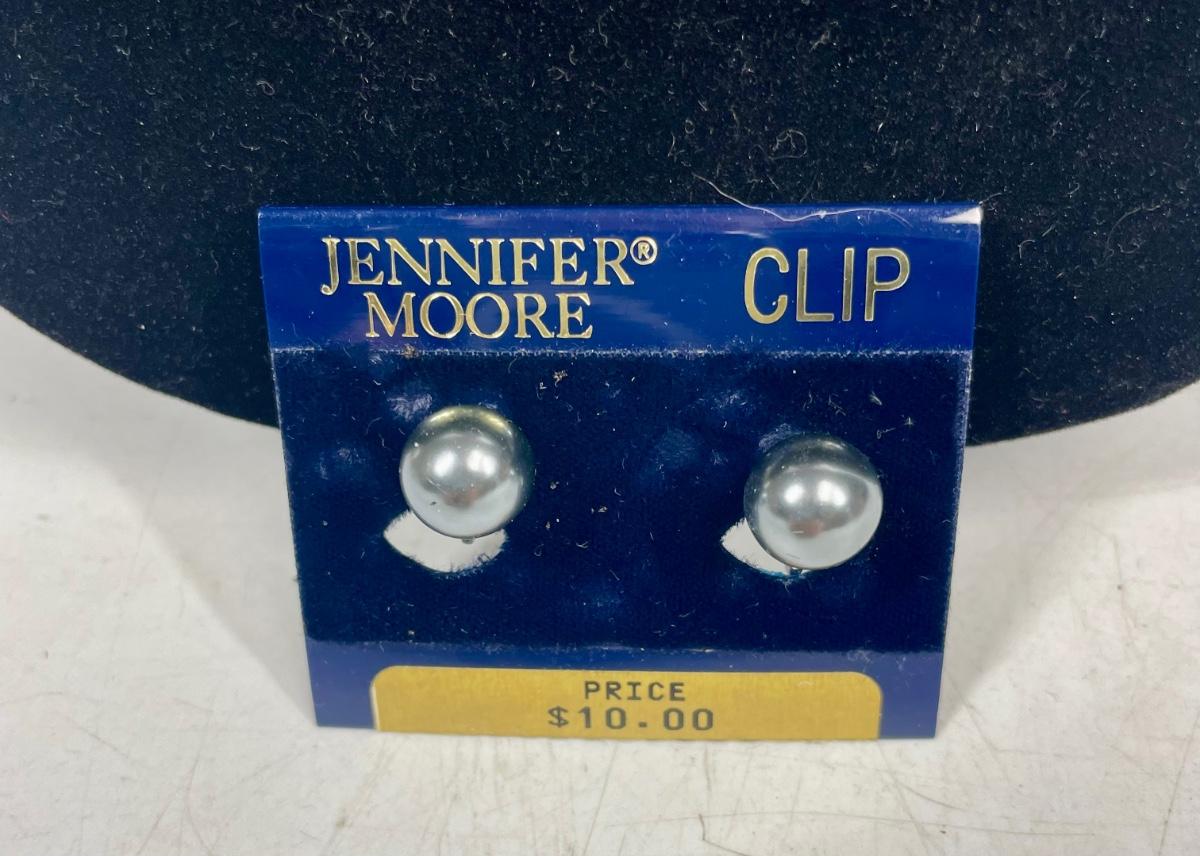 JENNIFER®
MOORE
CLIP
PRICE
$10.00